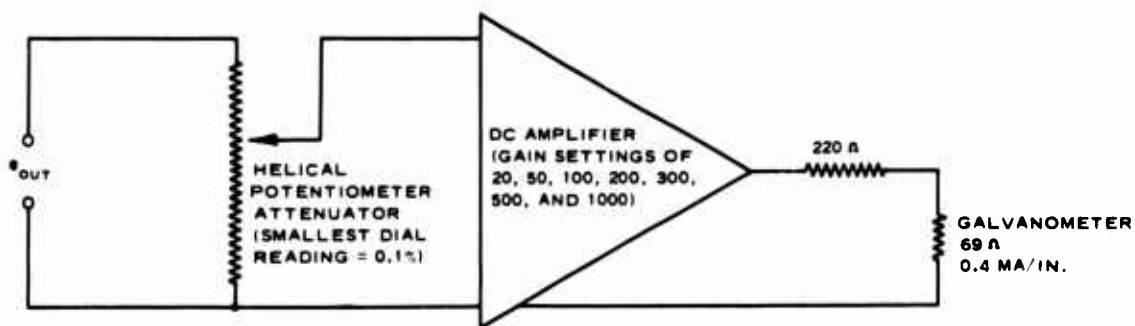 e OUT
HELICAL
POTENTIOMETER
ATTENUATOR
(SMALLEST DIAL
READING = 0.1%)
DC AMPLIFIER
(GAIN SETTINGS OF
20, 50, 100, 200, 300,
500, AND 1000)
220 Ω
GALVANOMETER
69 Ω
0.4 MA/IN.